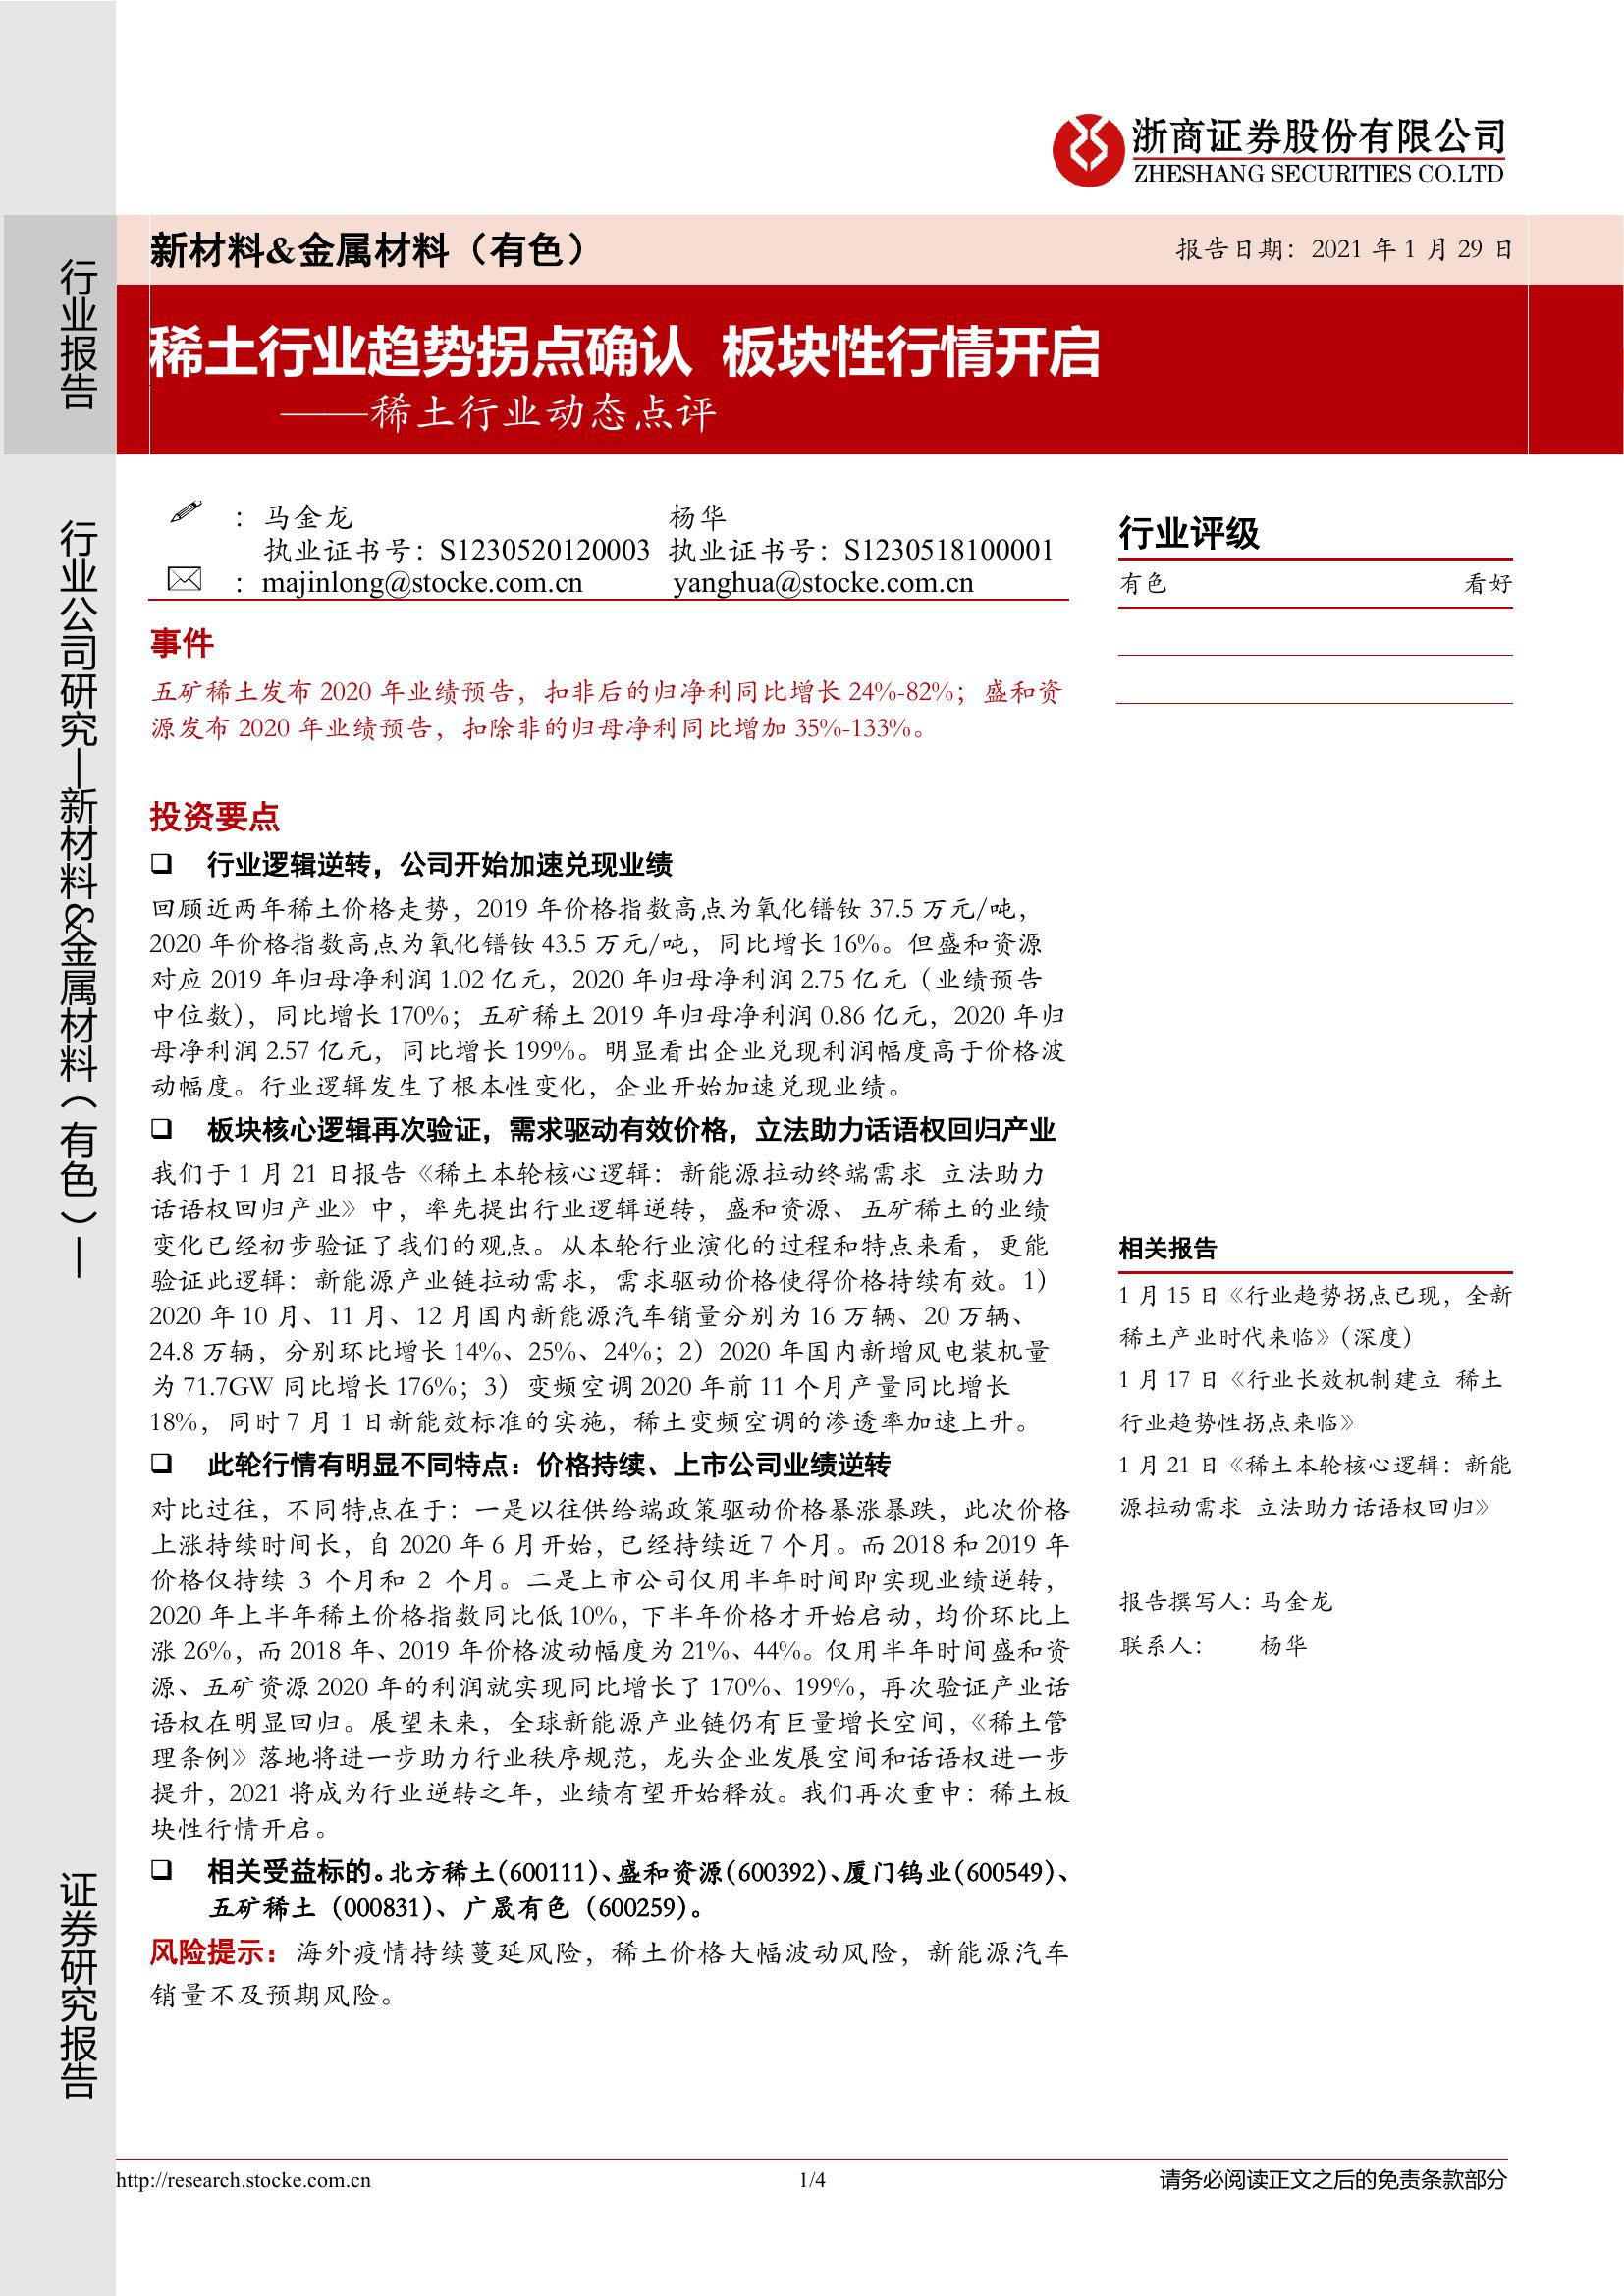 浙商证券股份有限公司
ZHESHANG SECURITIES CO.LTD
新材料&金属材料（有色）
报告日期：2021 年 1 月 29 日
行业报告
稀土行业趋势拐点确认 板块性行情开启
——稀土行业动态点评
行业公司研究—新材料&金属材料（有色）—
证券研究报告
：马金龙 杨华
执业证书号：S1230520120003 执业证书号：S1230518100001
：majinlong@stocke.com.cn yanghua@stocke.com.cn
事件
五矿稀土发布 2020 年业绩预告，扣非后的归净利同比增长 24%-82%；盛和资
源发布 2020 年业绩预告，扣除非的归母净利同比增加 35%-133%。
投资要点
❑ 行业逻辑逆转，公司开始加速兑现业绩
回顾近两年稀土价格走势，2019 年价格指数高点为氧化镨钕 37.5 万元/吨，
2020 年价格指数高点为氧化镨钕 43.5 万元/吨，同比增长 16%。但盛和资源
对应 2019 年归母净利润 1.02 亿元，2020 年归母净利润 2.75 亿元（业绩预告
中位数），同比增长 170%；五矿稀土 2019 年归母净利润 0.86 亿元，2020 年归
母净利润 2.57 亿元，同比增长 199%。明显看出企业兑现利润幅度高于价格波
动幅度。行业逻辑发生了根本性变化，企业开始加速兑现业绩。
❑ 板块核心逻辑再次验证，需求驱动有效价格，立法助力话语权回归产业
我们于 1 月 21 日报告《稀土本轮核心逻辑：新能源拉动终端需求 立法助力
话语权回归产业》中，率先提出行业逻辑逆转，盛和资源、五矿稀土的业绩
变化已经初步验证了我们的观点。从本轮行业演化的过程和特点来看，更能
验证此逻辑：新能源产业链拉动需求，需求驱动价格使得价格持续有效。1）
2020 年 10 月、11 月、12 月国内新能源汽车销量分别为 16 万辆、20 万辆、
24.8 万辆，分别环比增长 14%、25%、24%；2）2020 年国内新增风电装机量
为 71.7GW 同比增长 176%；3）变频空调 2020 年前 11 个月产量同比增长
18%，同时 7 月 1 日新能效标准的实施，稀土变频空调的渗透率加速上升。
❑ 此轮行情有明显不同特点：价格持续、上市公司业绩逆转
对比过往，不同特点在于：一是以往供给端政策驱动价格暴涨暴跌，此次价格
上涨持续时间长，自 2020 年 6 月开始，已经持续近 7 个月。而 2018 和 2019 年
价格仅持续 3 个月和 2 个月。二是上市公司仅用半年时间即实现业绩逆转，
2020 年上半年稀土价格指数同比低 10%，下半年价格才开始启动，均价环比上
涨 26%，而 2018 年、2019 年价格波动幅度为 21%、44%。仅用半年时间盛和资
源、五矿资源 2020 年的利润就实现同比增长了 170%、199%，再次验证产业话
语权在明显回归。展望未来，全球新能源产业链仍有巨量增长空间，《稀土管
理条例》落地将进一步助力行业秩序规范，龙头企业发展空间和话语权进一步
提升，2021 将成为行业逆转之年，业绩有望开始释放。我们再次重申：稀土板
块性行情开启。
❑ 相关受益标的。北方稀土（600111）、盛和资源（600392）、厦门钨业（600549）、
五矿稀土（000831）、广晟有色（600259）。
风险提示：海外疫情持续蔓延风险，稀土价格大幅波动风险，新能源汽车
销量不及预期风险。
行业评级
有色 看好
相关报告
1 月 15 日《行业趋势拐点已现，全新
稀土产业时代来临》（深度）
1 月 17 日《行业长效机制建立 稀土
行业趋势性拐点来临》
1 月 21 日《稀土本轮核心逻辑：新能
源拉动需求 立法助力话语权回归》
报告撰写人：马金龙
联系人： 杨华
http://research.stocke.com.cn 1/4 请务必阅读正文之后的免责条款部分